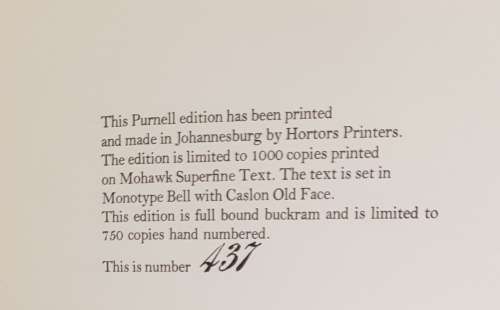 This Purnell edition has been printed
and made in Johannesburg by Hortors Printers.
The edition is limited to 1000 copies printed
on Mohawk Superfine Text. The text is set in
Monotype Bell with Caslon Old Face.
This edition is full bound buckram and is limited to
750 copies hand numbered.
This is number 437